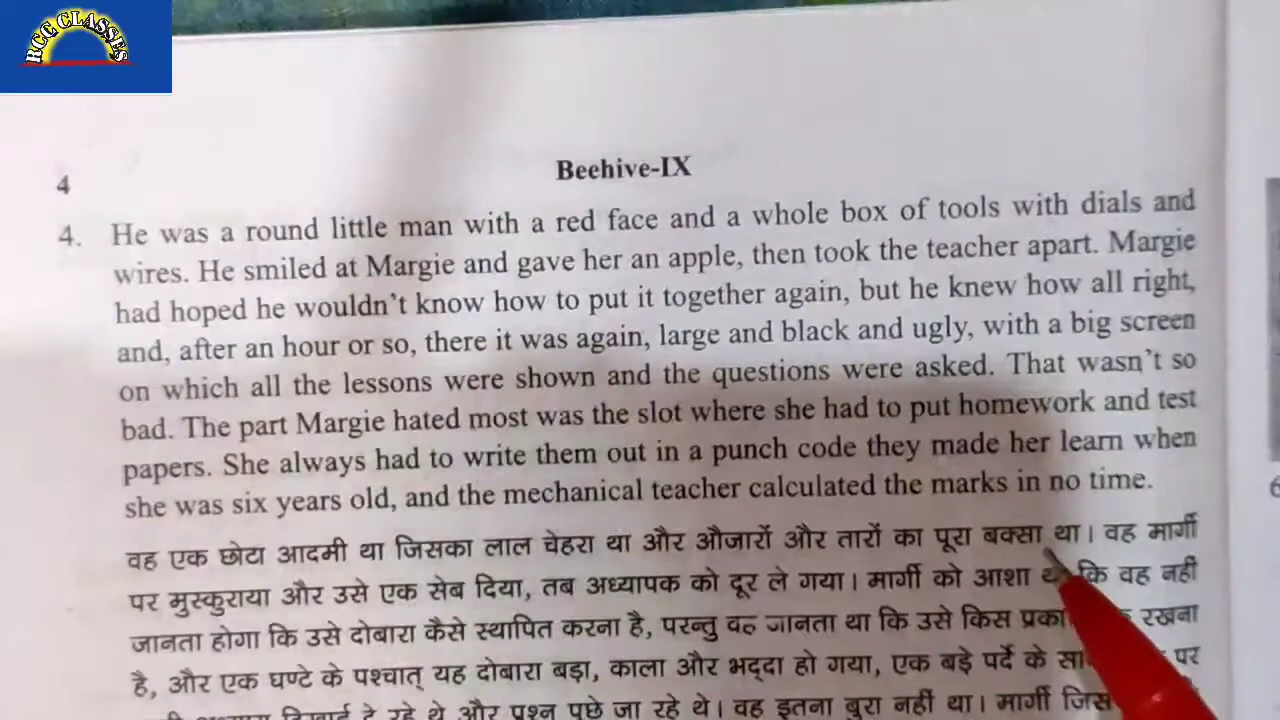 RCC CLASSES
4
Beehive-IX
4. He was a round little man with a red face and a whole box of tools with dials and
wires. He smiled at Margie and gave her an apple, then took the teacher apart. Margie
had hoped he wouldn't know how to put it together again, but he knew how all right,
and, after an hour or so, there it was again, large and black and ugly, with a big screen
on which all the lessons were shown and the questions were asked. That wasn't so
bad. The part Margie hated most was the slot where she had to put homework and test
papers. She always had to write them out in a punch code they made her learn when
she was six years old, and the mechanical teacher calculated the marks in no time.
वह एक छोटा आदमी था जिसका लाल चेहरा था और औजारों और तारों का पूरा बक्सा था। वह मार्गी
पर मुस्कुराया और उसे एक सेब दिया, तब अध्यापक को दूर ले गया। मार्गी को आशा कि वह नहीं
जानता होगा कि उसे दोबारा कैसे स्थापित करना है, परन्तु वह जानता था कि उसे किस रखना
है, और एक घण्टे के पश्चात् यह दोबारा बड़ा, काला और भद्दा हो गया, एक बड़े पर्दे के पर
दिखाई दे रहे थे और प्रश्न पूछे जा रहे थे। वह इतना बुरा नहीं था। मार्गी
6